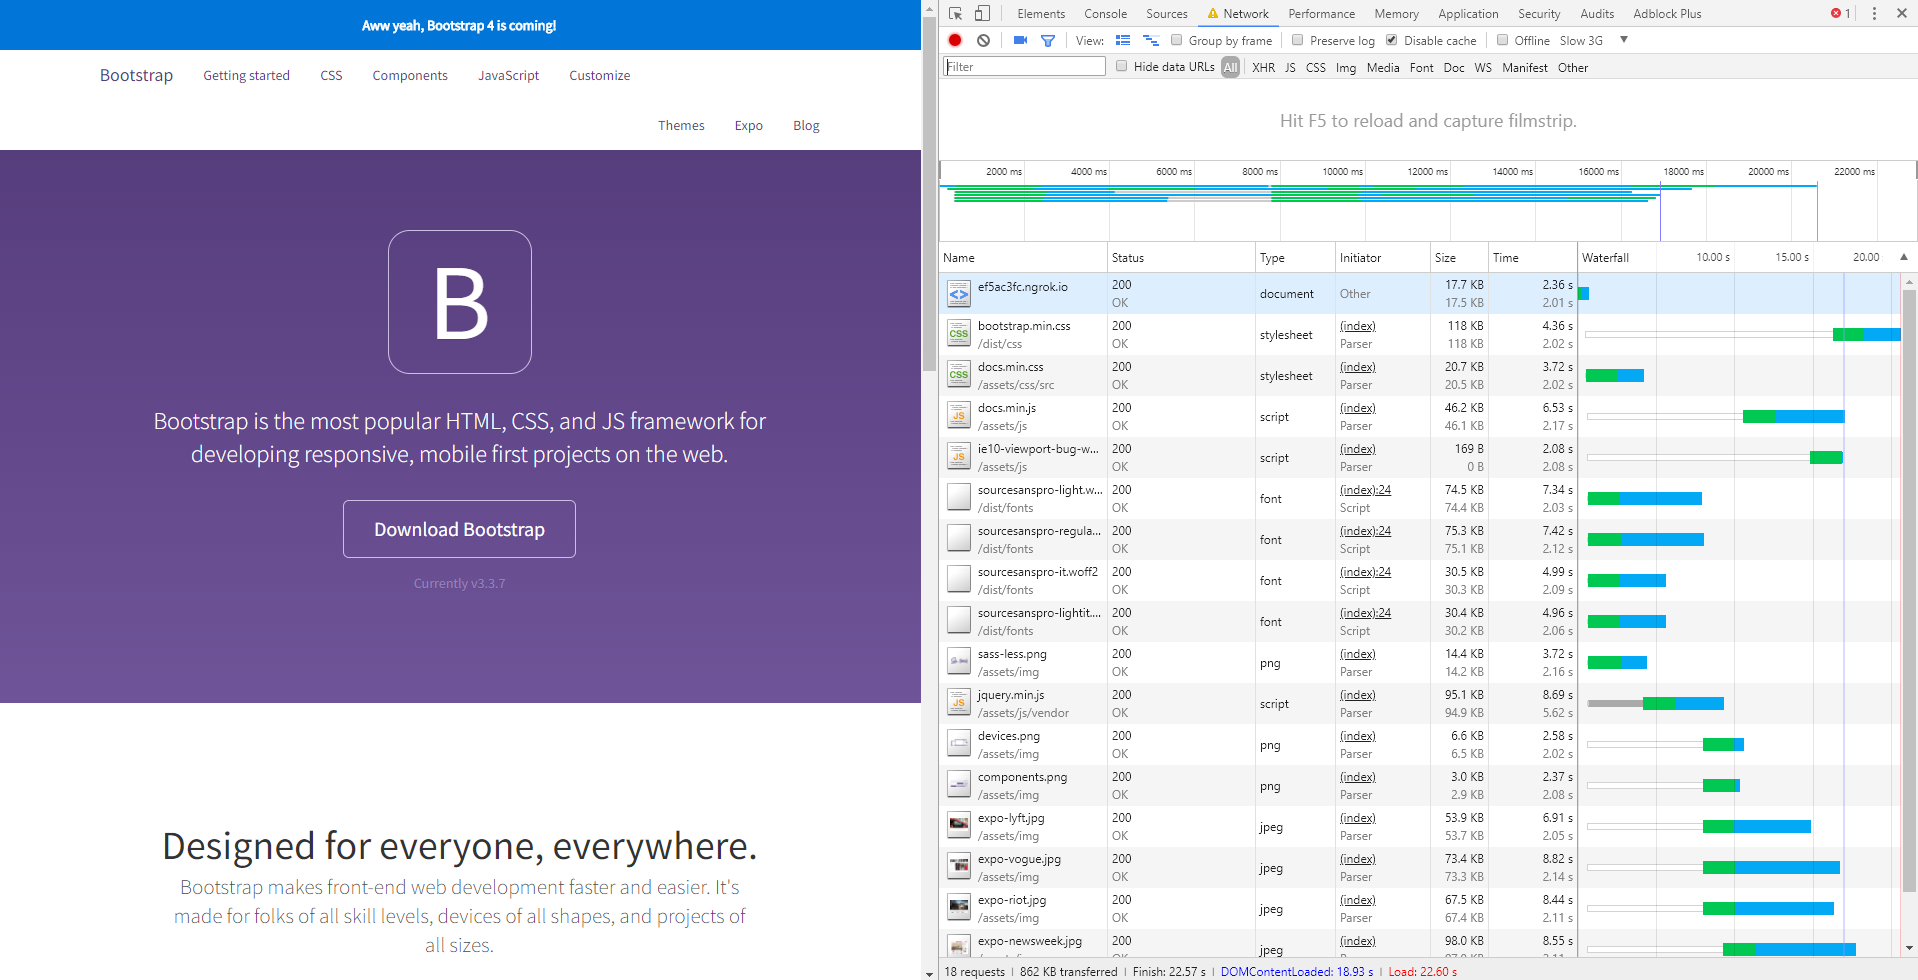 Aww yeah, Bootstrap 4 is coming!
Bootstrap Getting started CSS Components JavaScript Customize
Themes Expo Blog
B
Bootstrap is the most popular HTML, CSS, and JS framework for
developing responsive, mobile first projects on the web.
Download Bootstrap
Currently v3.3.7
Designed for everyone, everywhere.
Bootstrap makes front-end web development faster and easier. It's
made for folks of all skill levels, devices of all shapes, and projects of
all sizes.
Elements Console Sources Network Performance Memory Application Security Audits Adblock Plus 1
View: Group by frame Preserve log Disable cache Offline Slow 3G
Filter Hide data URLs All XHR JS CSS Img Media Font Doc WS Manifest Other
Hit F5 to reload and capture filmstrip.
2000 ms 4000 ms 6000 ms 8000 ms 10000 ms 12000 ms 14000 ms 16000 ms 18000 ms 20000 ms 22000 ms
Name Status Type Initiator Size Time Waterfall 10.00 s 15.00 s 20.00
ef5ac3fc.ngrok.io 200 OK document Other 17.7 KB 17.5 KB 2.36 s 2.01 s
bootstrap.min.css 200 (index) 118 KB 4.36 s
/dist/css OK stylesheet Parser 118 KB 2.02 s
docs.min.css 200 (index) 20.7 KB 3.72 s
/assets/css/src OK stylesheet Parser 20.5 KB 2.02 s
docs.min.js 200 (index) 46.2 KB 6.53 s
/assets/js OK script Parser 46.1 KB 2.17 s
ie10-viewport-bug-w... 200 (index) 169 B 2.08 s
/assets/js OK script Parser 0 B 2.08 s
sourcesanspro-light.w... 200 (index):24 74.5 KB 7.34 s
/dist/fonts OK font Script 74.4 KB 2.03 s
sourcesanspro-regula... 200 (index):24 75.3 KB 7.42 s
/dist/fonts OK font Script 75.1 KB 2.12 s
sourcesanspro-it.woff2 200 (index):24 30.5 KB 4.99 s
/dist/fonts OK font Script 30.3 KB 2.09 s
sourcesanspro-lightit.... 200 (index):24 30.4 KB 4.96 s
/dist/fonts OK font Script 30.2 KB 2.06 s
sass-less.png 200 (index) 14.4 KB 3.72 s
/assets/img OK png Parser 14.2 KB 2.16 s
jquery.min.js 200 (index) 95.1 KB 8.69 s
/assets/js/vendor OK script Parser 94.9 KB 5.62 s
devices.png 200 (index) 6.6 KB 2.58 s
/assets/img OK png Parser 6.5 KB 2.02 s
components.png 200 (index) 3.0 KB 2.37 s
/assets/img OK png Parser 2.9 KB 2.08 s
expo-lyft.jpg 200 (index) 53.9 KB 6.91 s
/assets/img OK jpeg Parser 53.7 KB 2.05 s
expo-vogue.jpg 200 (index) 73.4 KB 8.82 s
/assets/img OK jpeg Parser 73.3 KB 2.14 s
expo-riot.jpg 200 (index) 67.5 KB 8.44 s
/assets/img OK jpeg Parser 67.4 KB 2.11 s
expo-newsweek.jpg 200 jpeg (index) 98.0 KB 8.55 s
18 requests | 862 KB transferred | Finish: 22.57 s | DOMContentLoaded: 18.93 s | Load: 22.60 s